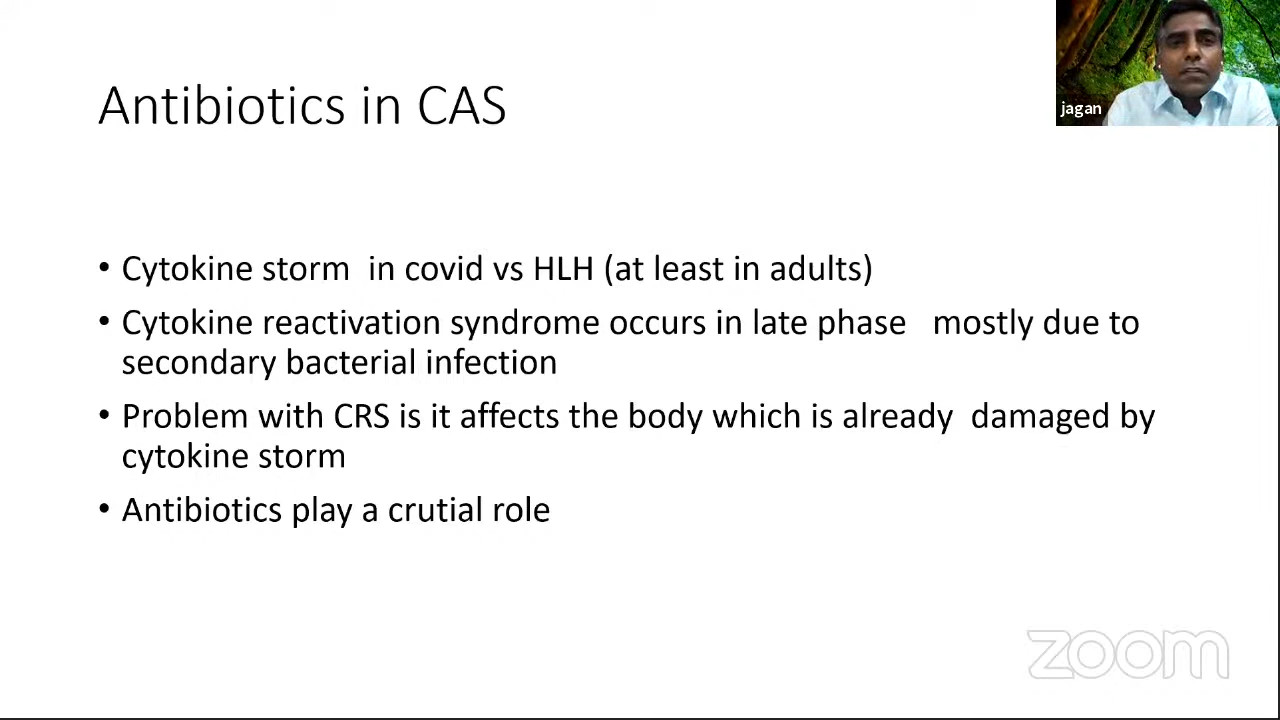 Antibiotics in CAS
jagan
• Cytokine storm  in covid vs HLH (at least in adults)
• Cytokine reactivation syndrome occurs in late phase   mostly due to
secondary bacterial infection
• Problem with CRS is it affects the body which is already  damaged by
cytokine storm
• Antibiotics play a crutial role
zoom